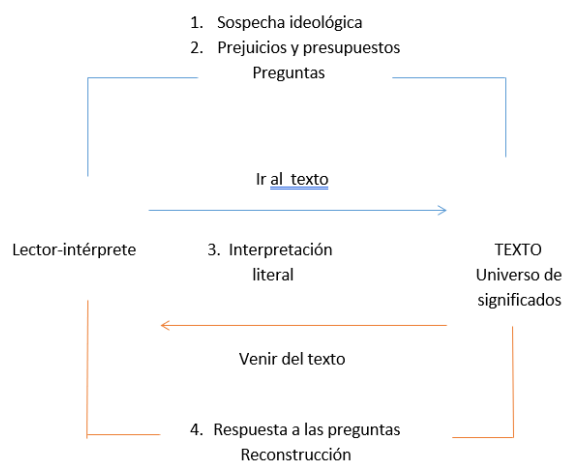 1. Sospecha ideológica
2. Prejuicios y presupuestos
Preguntas
Ir al texto
Lector-intérprete
3. Interpretación
literal
TEXTO
Universo de
significados
Venir del texto
4. Respuesta a las preguntas
Reconstrucción